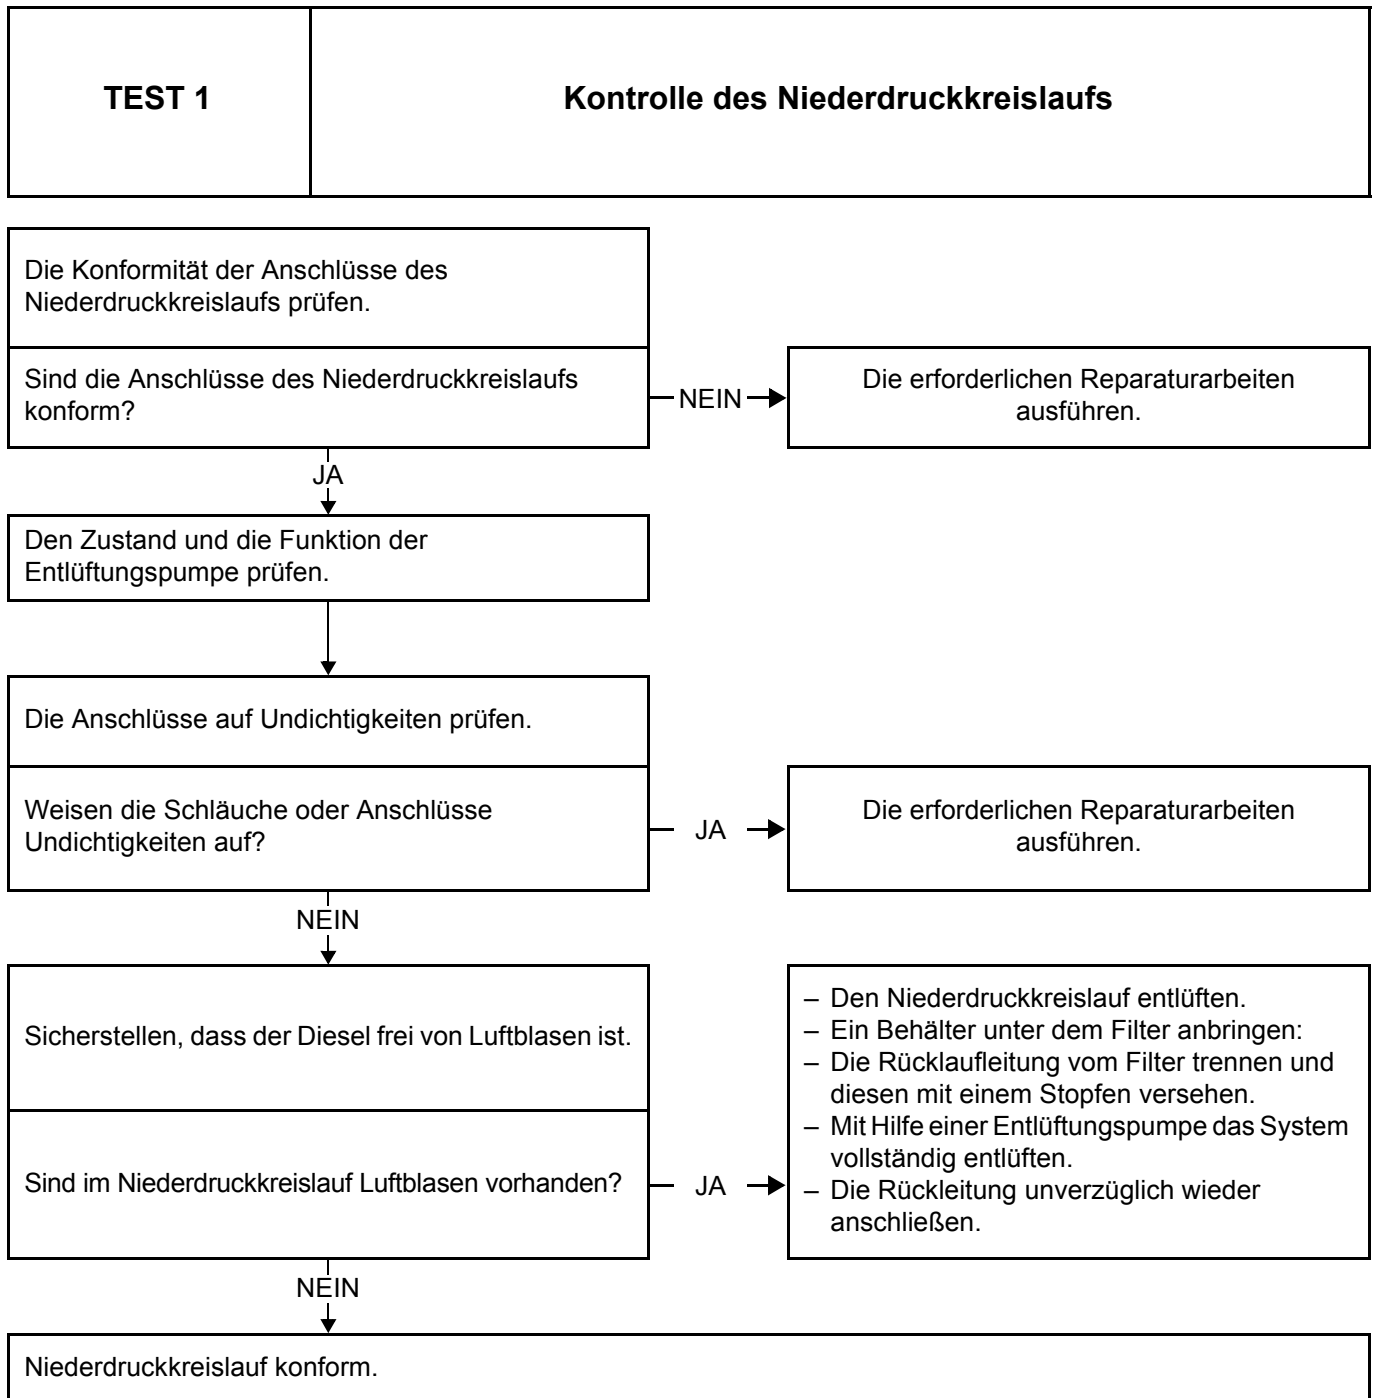 TEST 1
Kontrolle des Niederdruckkreislaufs
Die Konformität der Anschlüsse des
Niederdruckkreislaufs prüfen.
Sind die Anschlüsse des Niederdruckkreislaufs
konform?
NEIN
Die erforderlichen Reparaturarbeiten
ausführen.
JA
Den Zustand und die Funktion der
Entlüftungspumpe prüfen.
Die Anschlüsse auf Undichtigkeiten prüfen.
Weisen die Schläuche oder Anschlüsse
Undichtigkeiten auf?
JA
Die erforderlichen Reparaturarbeiten
ausführen.
NEIN
Sicherstellen, dass der Diesel frei von Luftblasen ist.
Sind im Niederdruckkreislauf Luftblasen vorhanden?
JA
– Den Niederdruckkreislauf entlüften.
– Ein Behälter unter dem Filter anbringen:
– Die Rücklaufleitung vom Filter trennen und
diesen mit einem Stopfen versehen.
– Mit Hilfe einer Entlüftungspumpe das System
vollständig entlüften.
– Die Rückleitung unverzüglich wieder
anschließen.
NEIN
Niederdruckkreislauf konform.